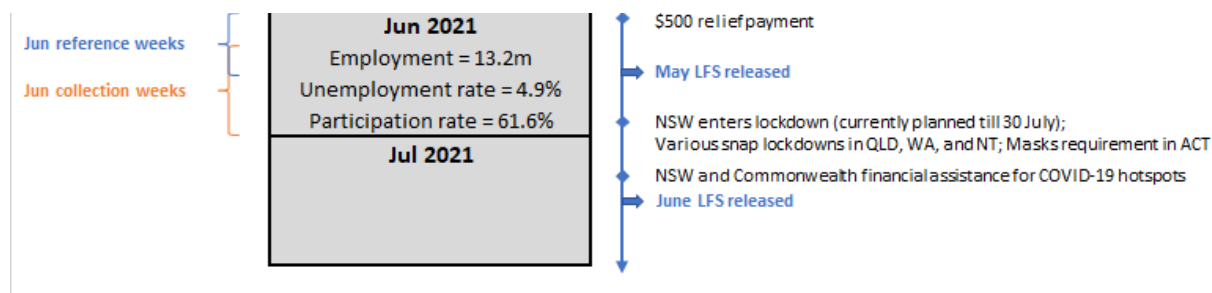 Jun reference weeks
Jun collection weeks
Jun 2021
Employment = 13.2m
Unemployment rate = 4.9%
Participation rate = 61.6%
Jul 2021
$500 relief payment
May LFS released
NSW enters lockdown (currently planned till 30 July);
Various snap lockdowns in QLD, WA, and NT; Masks requirement in ACT
NSW and Commonwealth financial assistance for COVID-19 hotspots
June LFS released